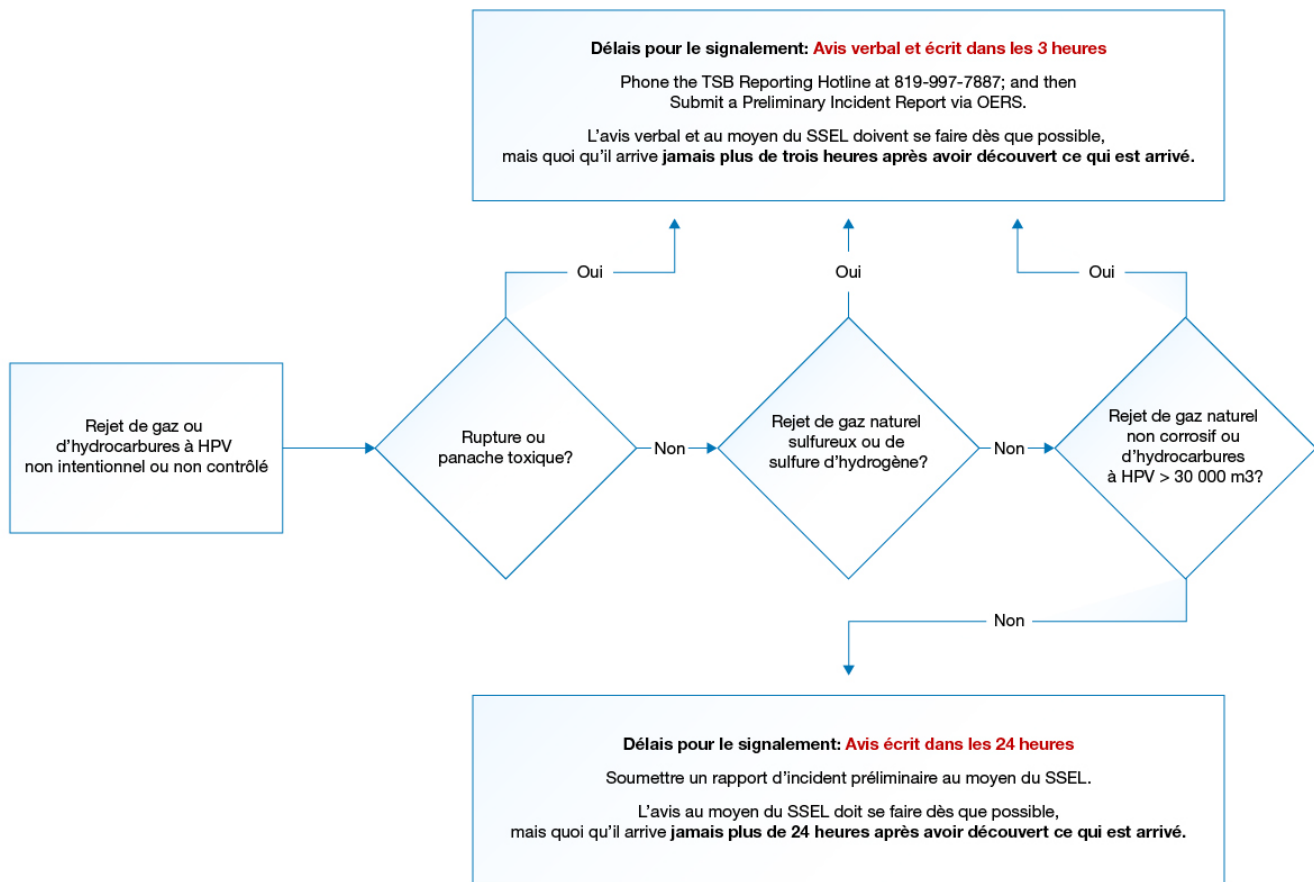 Délais pour le signalement: Avis verbal et écrit dans les 3 heures
Phone the TSB Reporting Hotline at 819-997-7887; and then
Submit a Preliminary Incident Report via OERS.
L'avis verbal et au moyen du SSEL doivent se faire dès que possible,
mais quoi qu'il arrive jamais plus de trois heures après avoir découvert ce qui est arrivé.
Oui
Oui
Oui
Rejet de gaz ou
d'hydrocarbures à HPV
non intentionnel ou non contrôlé
Rupture ou
panache toxique?
Non
Rejet de gaz naturel
sulfureux ou de
sulfure d'hydrogène?
Non
Rejet de gaz naturel
non corrosif ou
d'hydrocarbures
à HPV > 30 000 m3?
Non
Délais pour le signalement: Avis écrit dans les 24 heures
Soumettre un rapport d'incident préliminaire au moyen du SSEL.
L'avis au moyen du SSEL doit se faire dès que possible,
mais quoi qu'il arrive jamais plus de 24 heures après avoir découvert ce qui est arrivé.